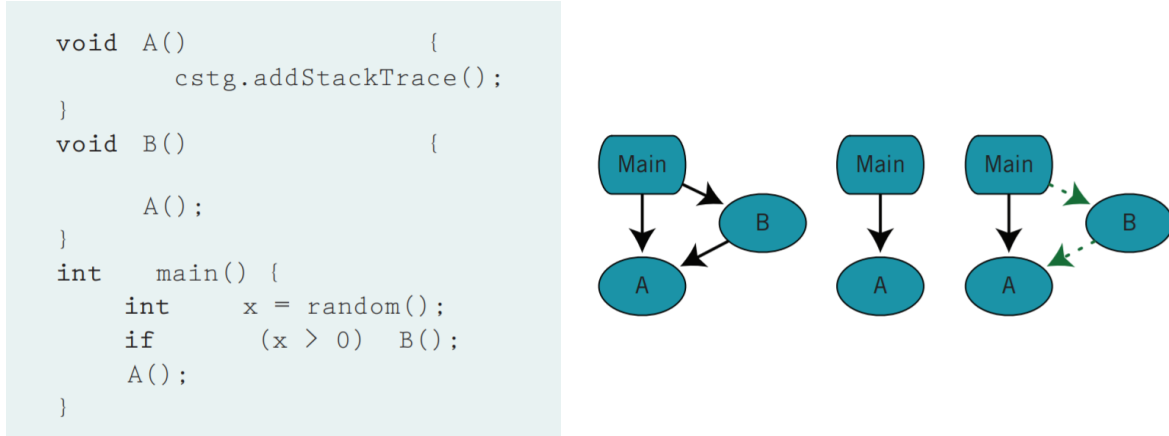 void A() {
cstg.addStackTrace();
}
void B() {
A();
}
int main() {
int x = random();
if (x > 0) B();
A();
}
Main
B
A
Main
A
Main
B
A